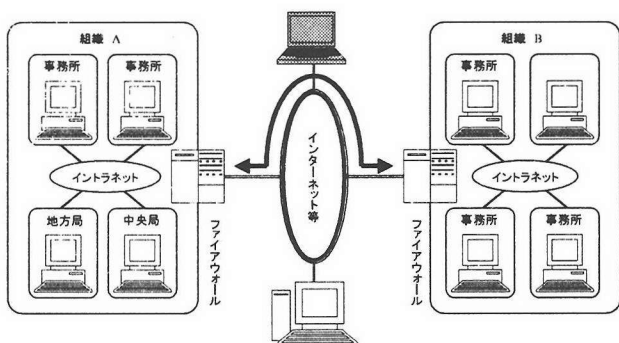 組織 A
事務所
事務所
イントラネット
地方局
中央局
ファイアウォール
インターネット等
組織 B
事務所
イントラネット
事務所
事務所
ファイアウォール